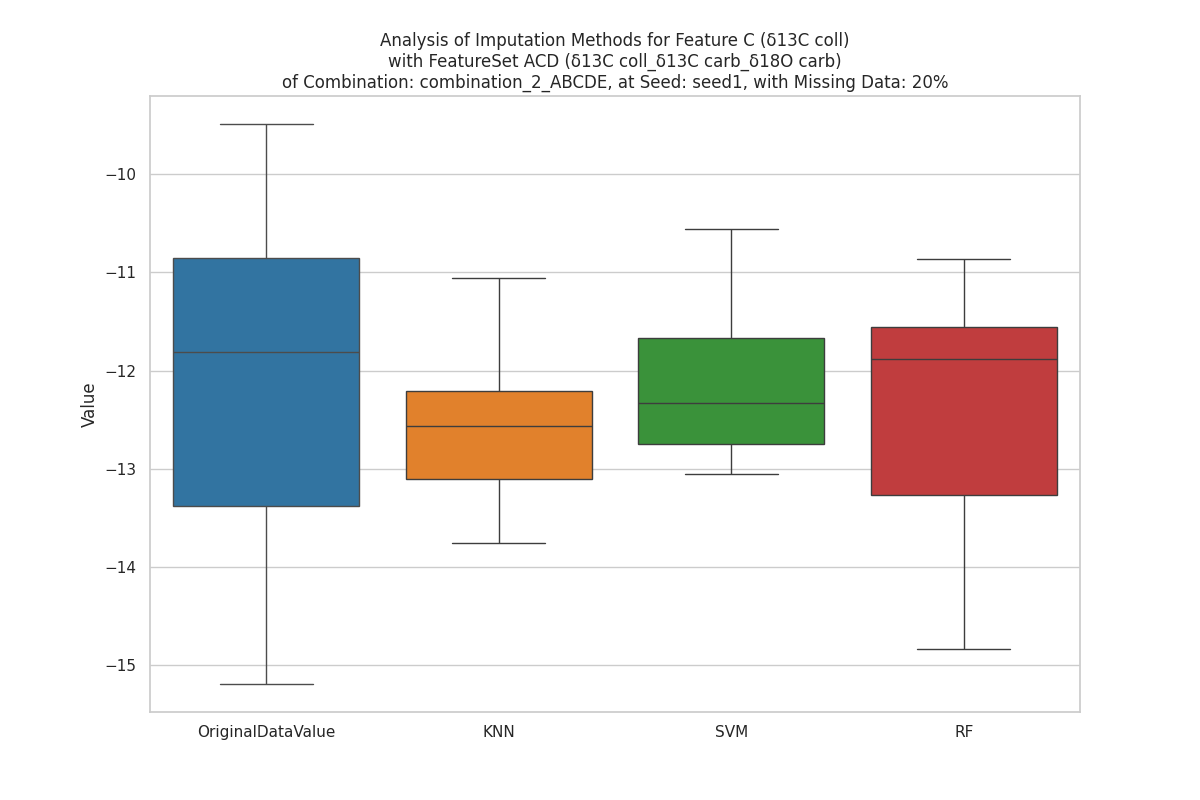 Analysis of Imputation Methods for Feature C (δ13C coll)
with FeatureSet ACD (δ13C coll_δ13C carb_δ18O carb)
of Combination: combination_2_ABCDE, at Seed: seed1, with Missing Data: 20%
−10
−11
−12
−13
−14
−15
Value
OriginalDataValue
KNN
SVM
RF